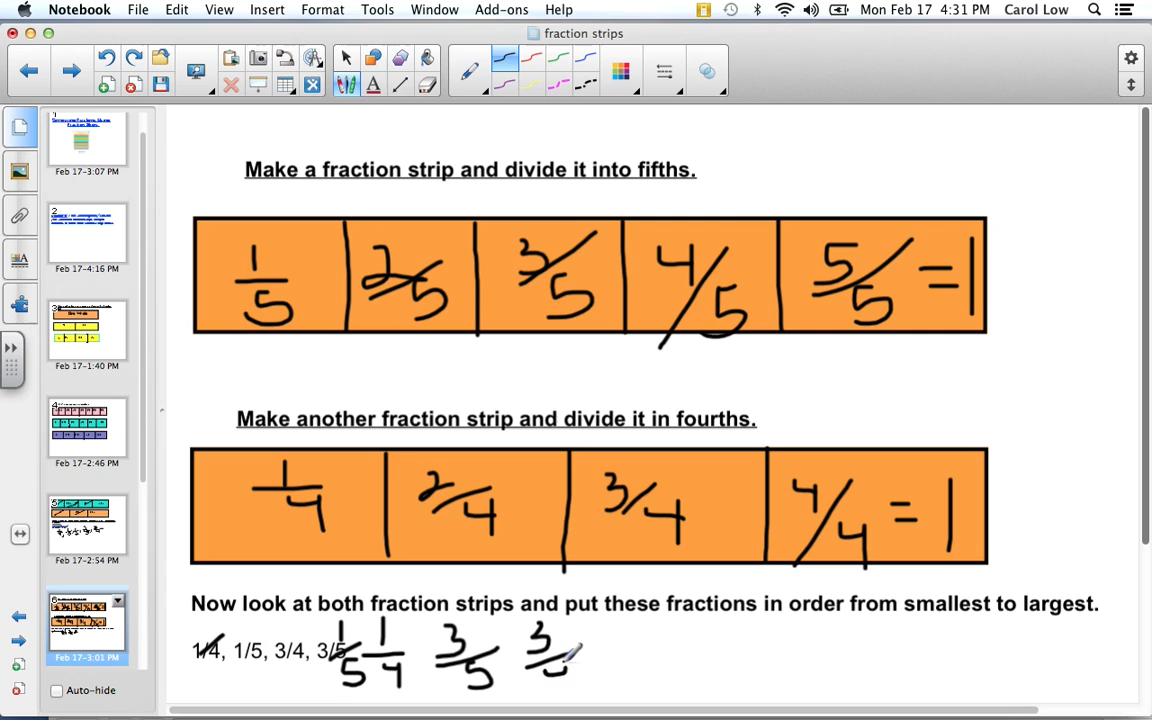 Notebook File Edit View Insert Format Tools Window Add-ons Help Mon Feb 17 4:31 PM Carol Low
fraction strips
Feb 17-3:07 PM
2
Feb 17-4:16 PM
Feb 17-1:40 PM
Feb 17-2:46 PM
Feb 17-2:54 PM
Feb 17-3:01 PM
Auto-hide
Make a fraction strip and divide it into fifths.
1/5 2/5 3/5 4/5 5/5 = 1
Make another fraction strip and divide it in fourths.
1/4 2/4 3/4 4/4 = 1
Now look at both fraction strips and put these fractions in order from smallest to largest.
1/4, 1/5, 3/4, 3/5 1/5 1/4 3/5 3/